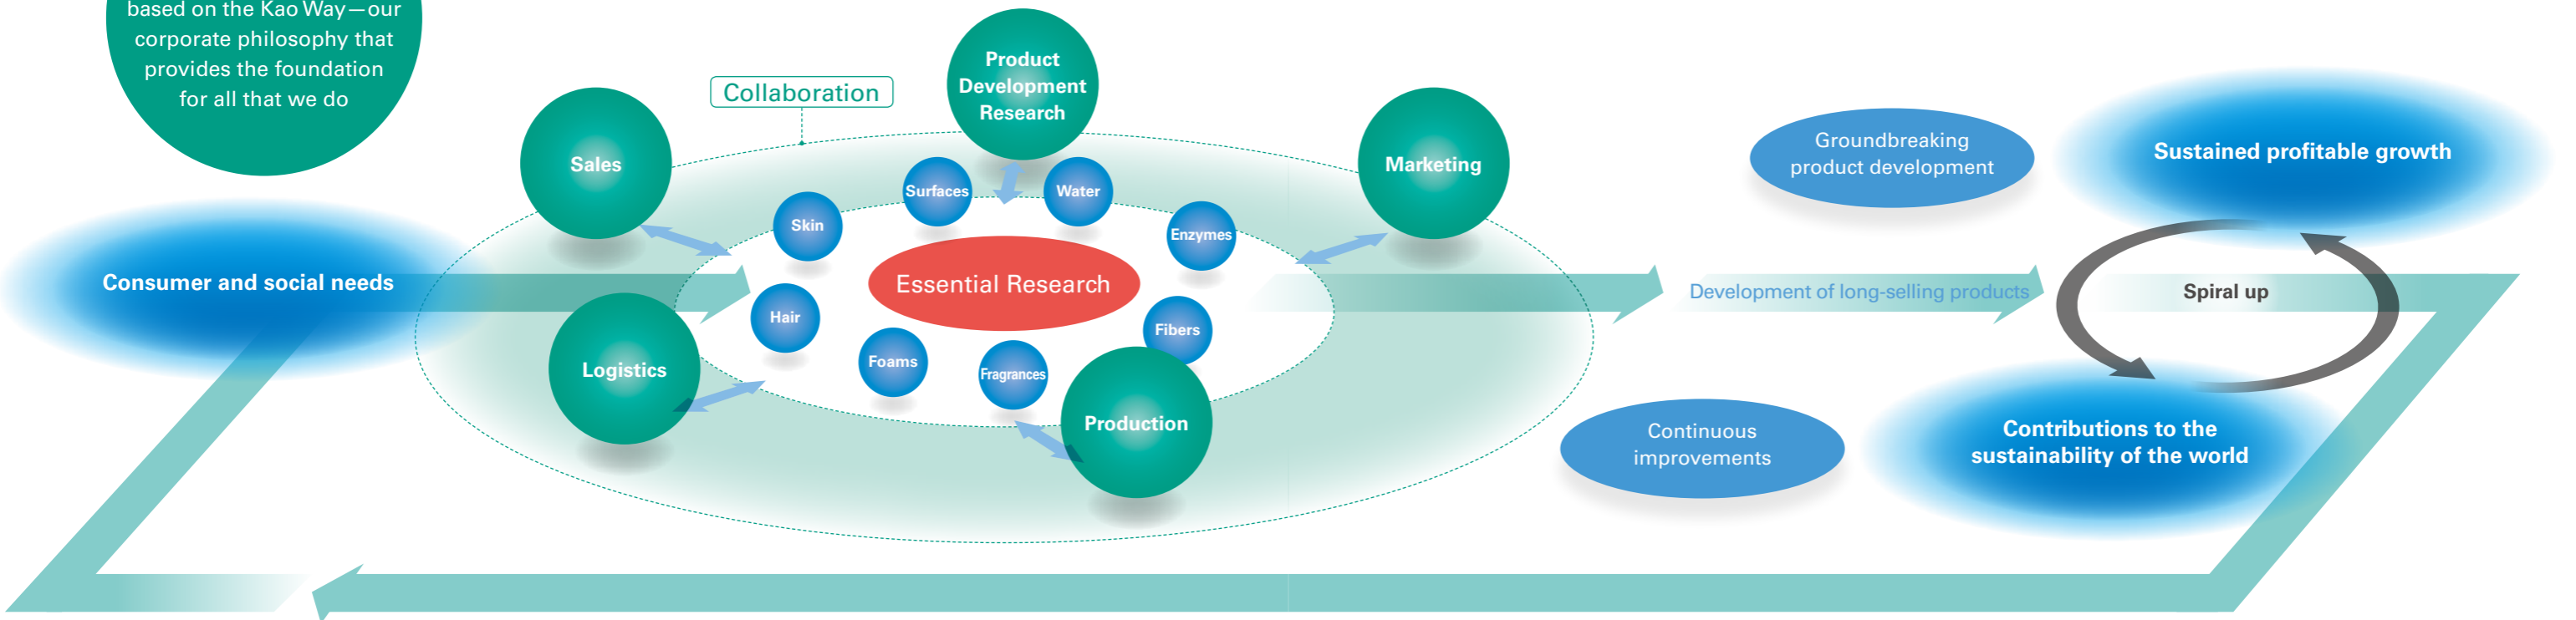 based on the Kao Way—our
corporate philosophy that
provides the foundation
for all that we do
Collaboration
Product
Development
Research
Sales
Marketing
Surfaces
Water
Skin
Enzymes
Essential Research
Hair
Fibers
Foams
Fragrances
Logistics
Production
Consumer and social needs
Groundbreaking
product development
Sustained profitable growth
Development of long-selling products
Spiral up
Continuous
improvements
Contributions to the
sustainability of the world